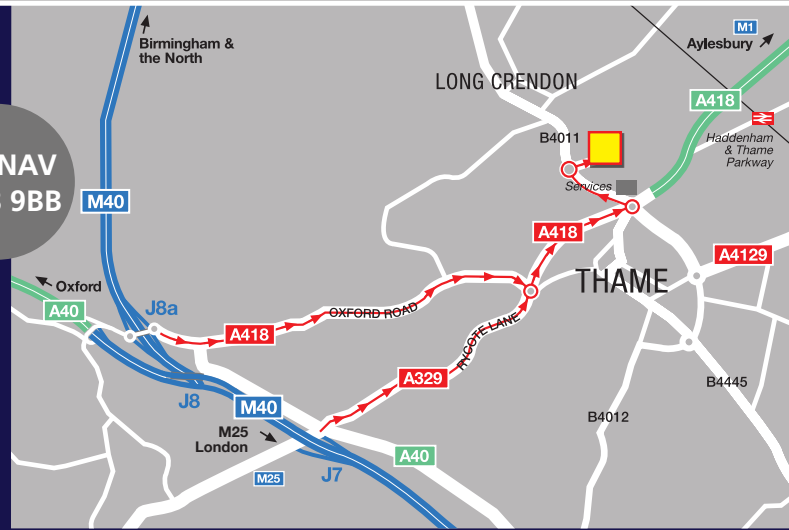 M1
Aylesbury
Birmingham &
the North
LONG CRENDON
A418
B4011
Haddenham
& Thame
Parkway
NAV
9BB
M40
Services
A418
A4129
THAME
Oxford
A40
J8a
OXFORD ROAD
A418
RYCOTE LANE
A329
J8
M40
B4445
B4012
M25
London
A40
M25
J7